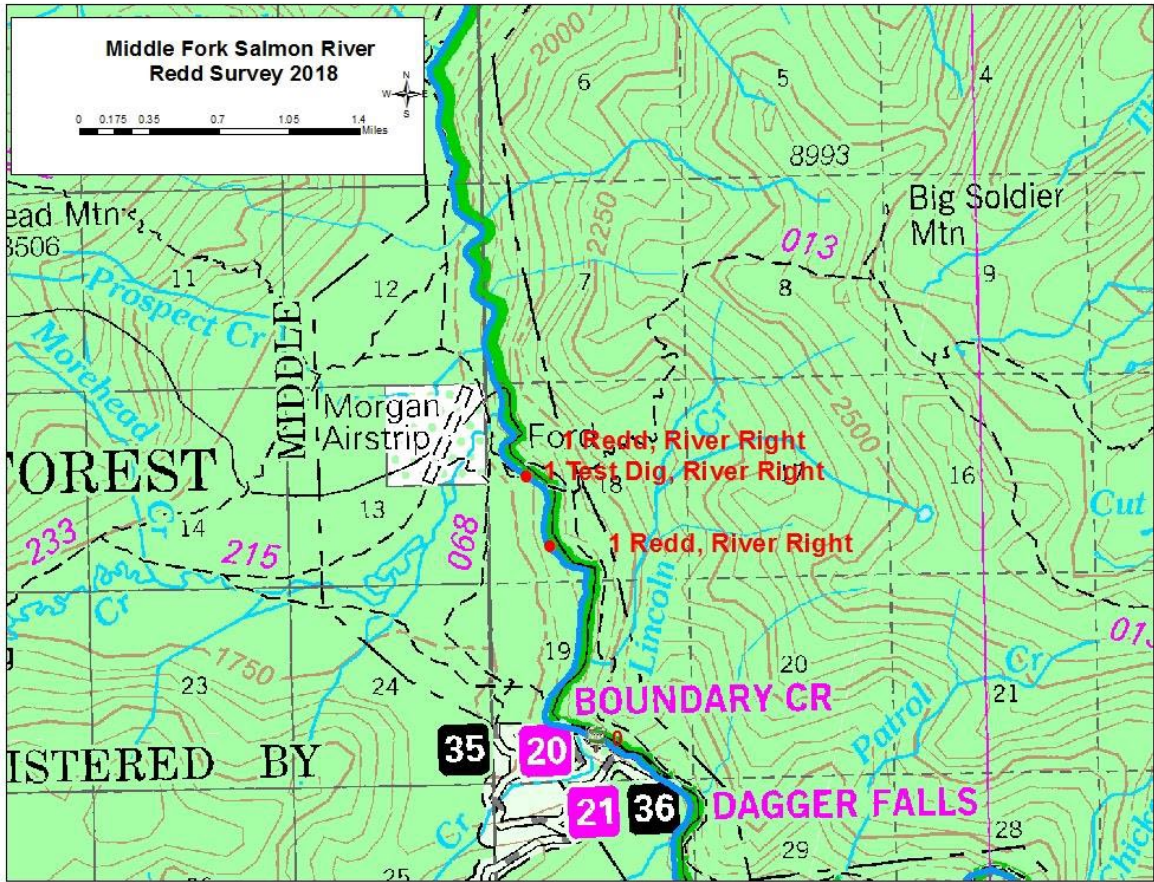 Middle Fork Salmon River
Redd Survey 2018
N
W E
S
0 0.175 0.35 0.7 1.05 1.4
Miles
2000
6
5
4
8993
ead Mtn
3506
Big Soldier
Mtn
2250
013
11
12
7
8
9
Prospect Cr
Morehead
Cr
MIDDLE
Morgan
Airstrip
Ford
1 Redd, River Right
1 Test Dig, River Right
Cr
2500
OREST
18
16
Cut
13
14
233
215
068
1 Redd, River Right
Lincoln
Cr
1750
19
20
21
23
24
013
Cr
Patrol
BOUNDARY CR
35
20
0
ISTERED BY
21
36
DAGGER FALLS
Cr
25
29
28
Chick